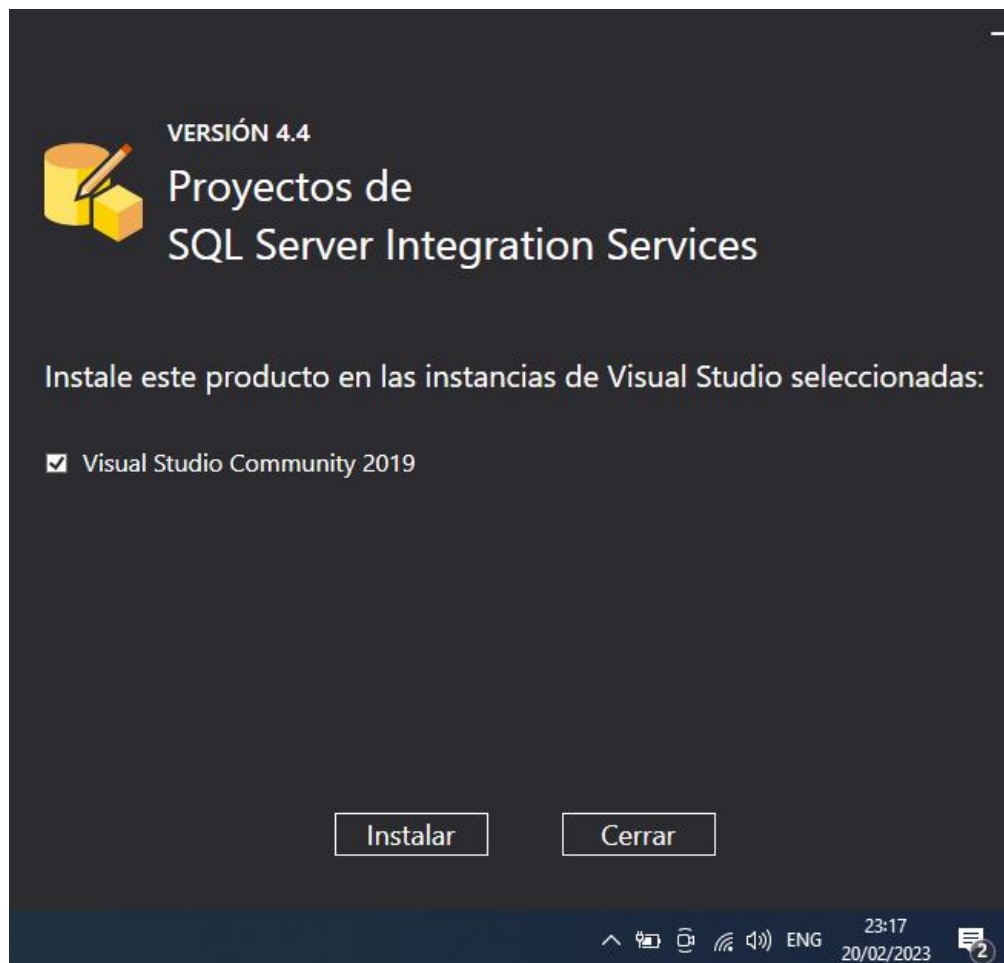 VERSIÓN 4.4
Proyectos de
SQL Server Integration Services
Instale este producto en las instancias de Visual Studio seleccionadas:
Visual Studio Community 2019
Instalar
Cerrar
ENG
23:17
20/02/2023
2